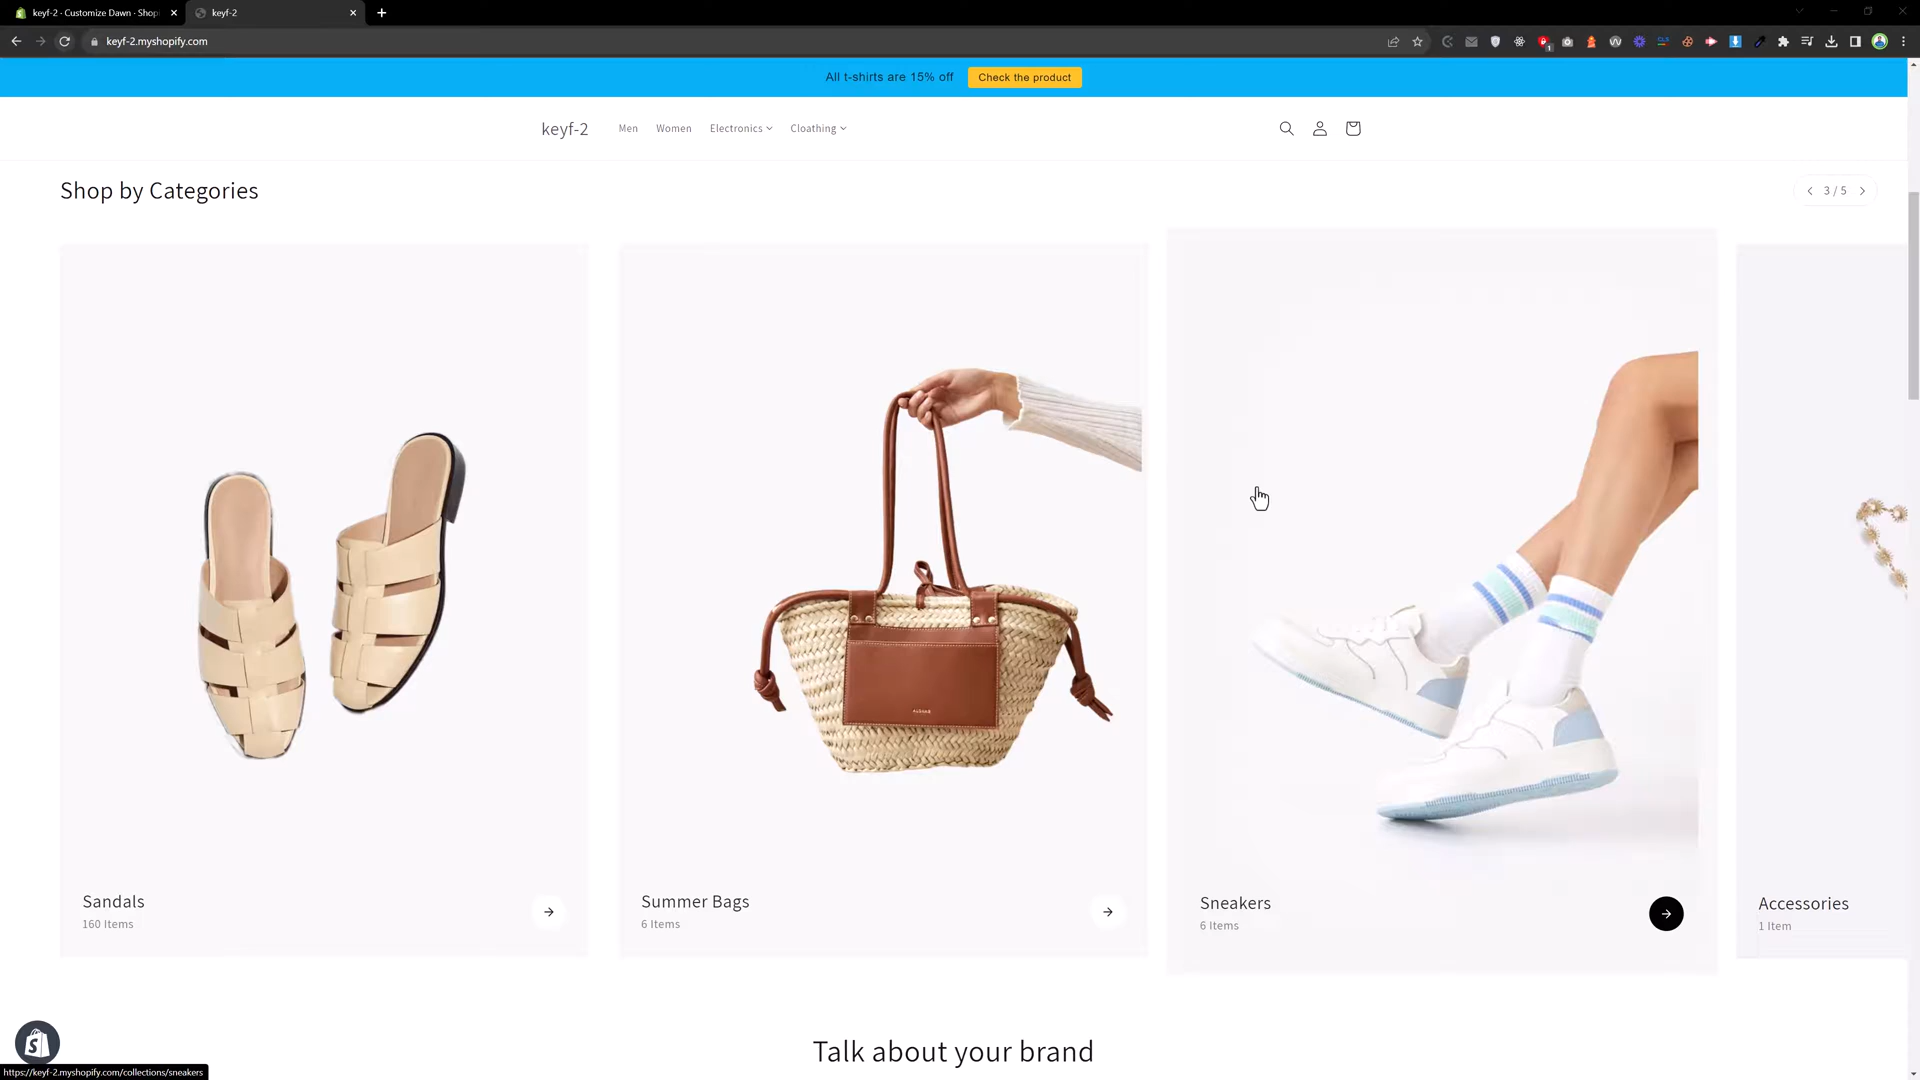 keyf-2 - Customize Dawn · Shop
keyf-2
keyf-2.myshopify.com
All t-shirts are 15% off Check the product
keyf-2 Men Women Electronics Cloathing
Shop by Categories
3 / 5
Sandals
160 Items
Summer Bags
6 Items
Sneakers
6 Items
Accessories
1 Item
Talk about your brand
https://keyf-2.myshopify.com/collections/sneakers